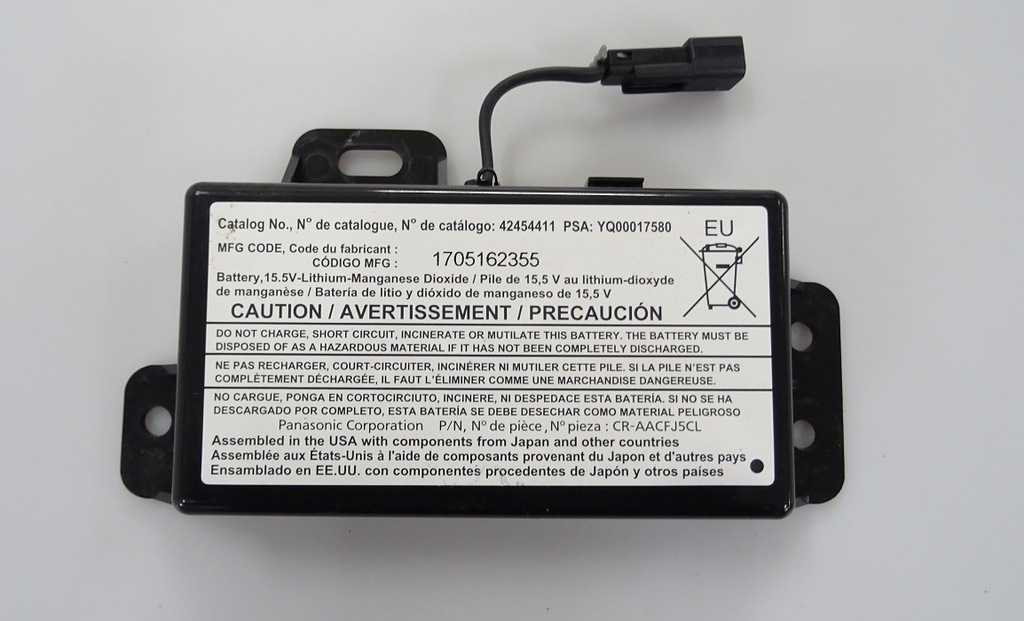 Catalog No., Nº de catalogue, Nº de catálogo: 42454411 PSA: YQ00017580
EU
MFG CODE, Code du fabricant :
CÓDIGO MFG : 1705162355
Battery,15.5V-Lithium-Manganese Dioxide / Pile de 15,5 V au lithium-dioxyde
de manganèse / Batería de litio y dióxido de manganeso de 15,5 V
CAUTION / AVERTISSEMENT / PRECAUCIÓN
DO NOT CHARGE, SHORT CIRCUIT, INCINERATE OR MUTILATE THIS BATTERY. THE BATTERY MUST BE
DISPOSED OF AS A HAZARDOUS MATERIAL IF IT HAS NOT BEEN COMPLETELY DISCHARGED.
NE PAS RECHARGER, COURT-CIRCUITER, INCINÉRER NI MUTILER CETTE PILE. SI LA PILE N'EST PAS
COMPLÈTEMENT DÉCHARGÉE, IL FAUT L'ÉLIMINER COMME UNE MARCHANDISE DANGEREUSE.
NO CARGUE, PONGA EN CORTOCIRCUITO, INCINERE, NI DESPEDACE ESTA BATERÍA. SI NO SE HA
DESCARGADO POR COMPLETO, ESTA BATERÍA SE DEBE DESECHAR COMO MATERIAL PELIGROSO
Panasonic Corporation P/N, Nº de pièce, Nº pieza : CR-AACFJ5CL
Assembled in the USA with components from Japan and other countries
Assemblée aux États-Unis à l'aide de composants provenant du Japon et d'autres pays
Ensamblado en EE.UU. con componentes procedentes de Japón y otros países